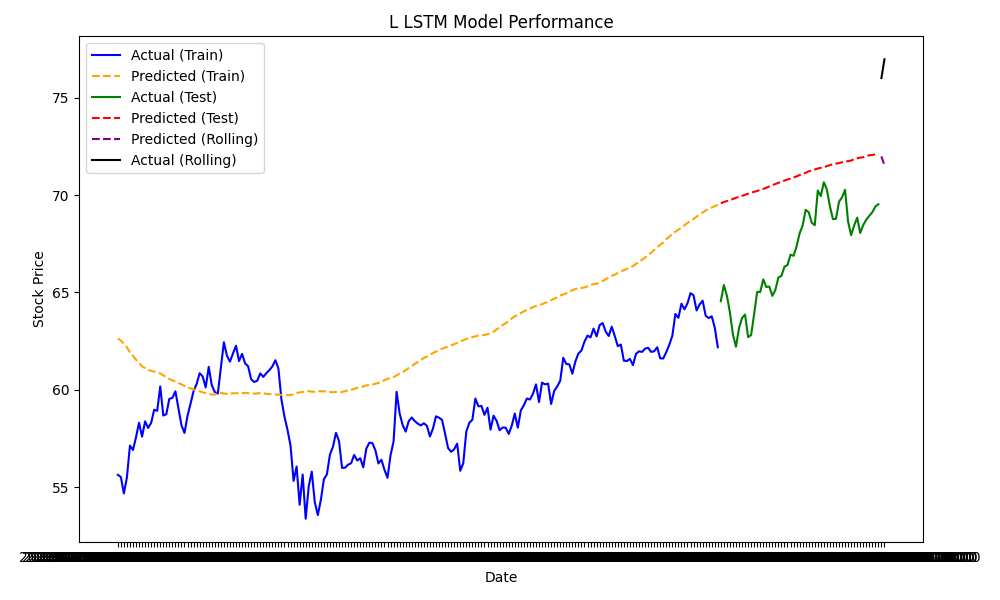 L LSTM Model Performance
Actual (Train)
Predicted (Train)
Actual (Test)
Predicted (Test)
Predicted (Rolling)
Actual (Rolling)
75
70
65
60
55
Stock Price
Date